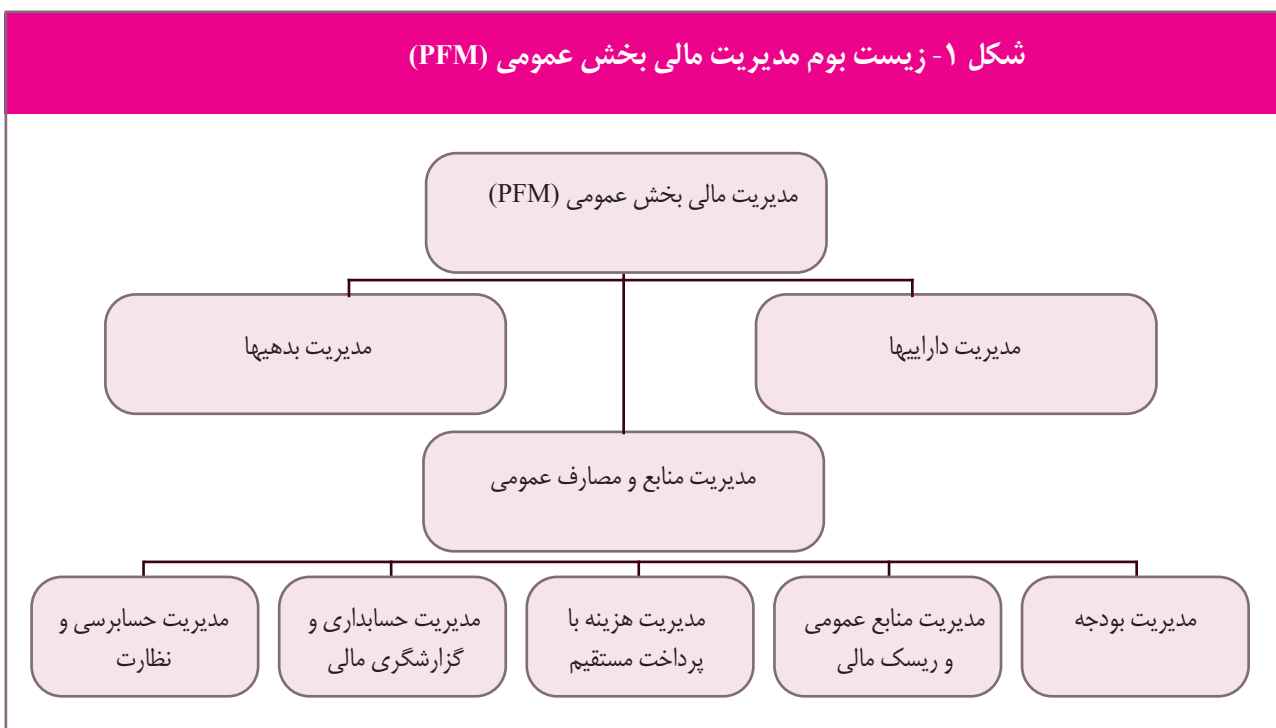 شکل ۱- زیست بوم مدیریت مالی بخش عمومی (PFM)
مدیریت مالی بخش عمومی (PFM)
مدیریت داراییها
مدیریت بدهیها
مدیریت منابع و مصارف عمومی
مدیریت بودجه
مدیریت منابع عمومی
و ریسک مالی
مدیریت هزینه با
پرداخت مستقیم
مدیریت حسابداری و
گزارشگری مالی
مدیریت حسابرسی و
نظارت